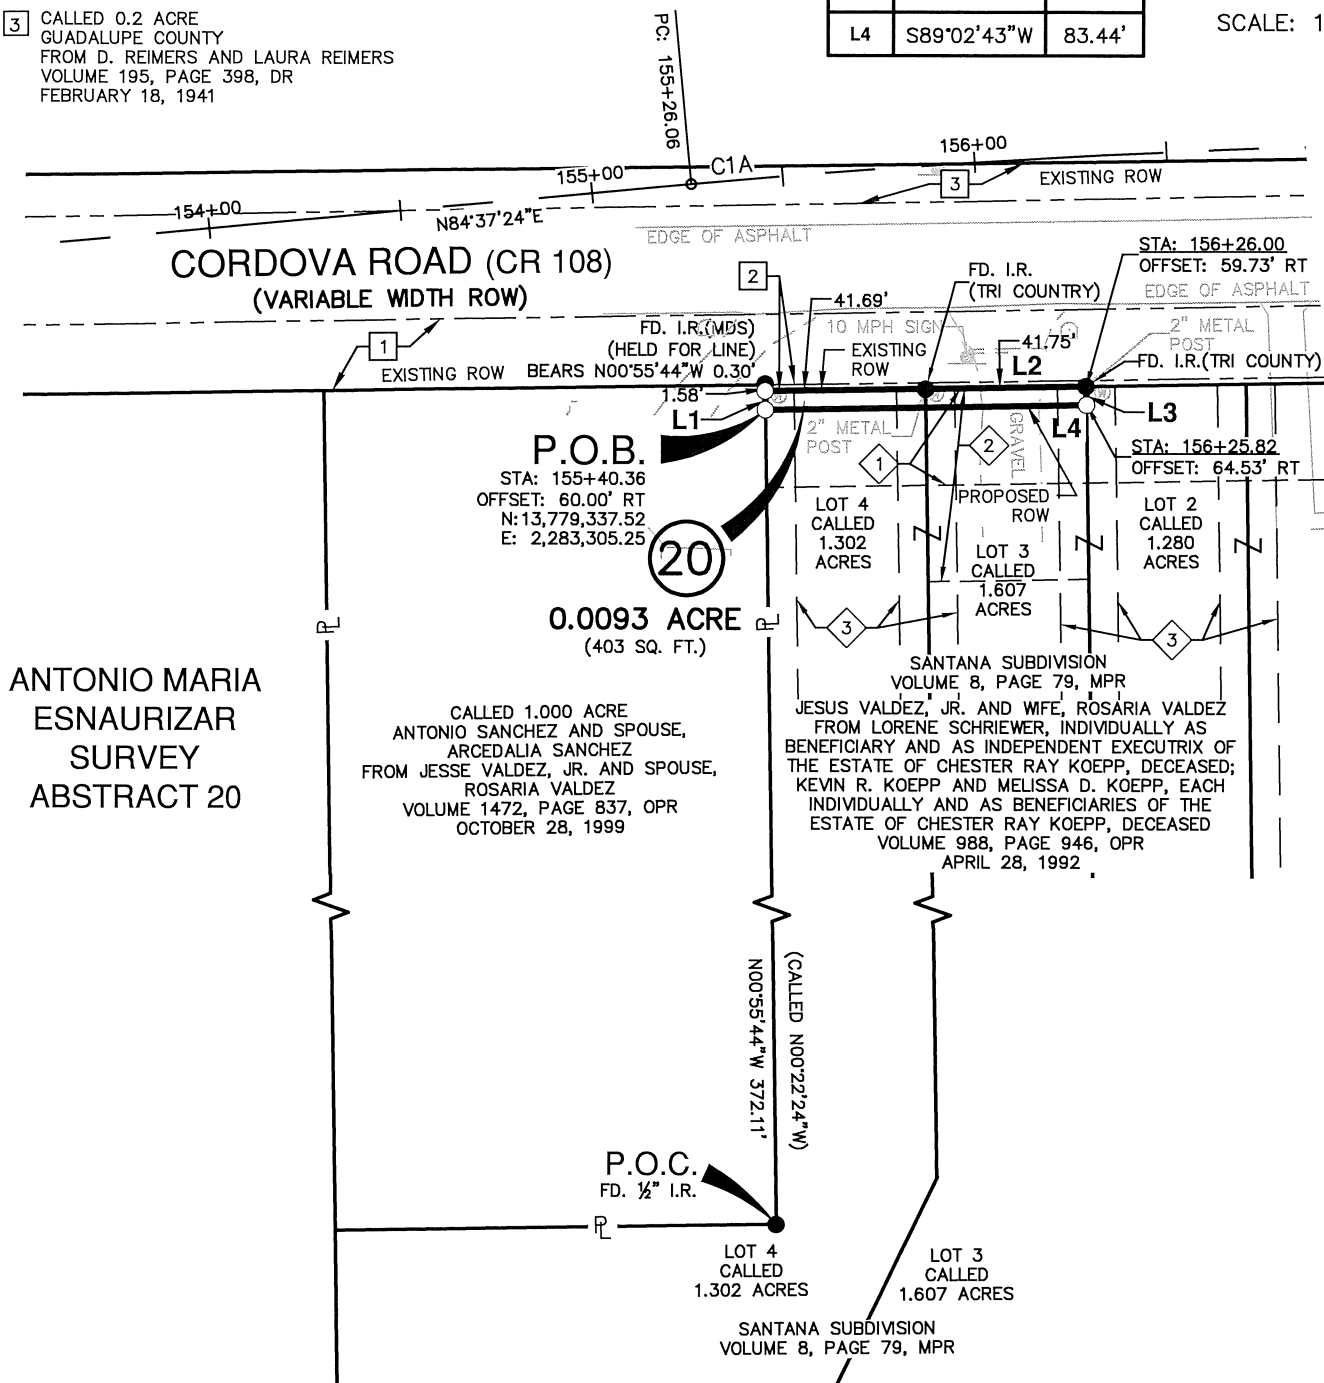 3 CALLED 0.2 ACRE
GUADALUPE COUNTY
FROM D. REIMERS AND LAURA REIMERS
VOLUME 195, PAGE 398, DR
FEBRUARY 18, 1941
PC: 155+26.06
L4 S89°02'43"W 83.44'
SCALE: 1
154+00
155+00
C1A
156+00
N84°37'24"E
3
EXISTING ROW
EDGE OF ASPHALT
CORDOVA ROAD (CR 108)
(VARIABLE WIDTH ROW)
STA: 156+26.00
OFFSET: 59.73' RT
EDGE OF ASPHALT
2
FD. I.R.
(TRI COUNTRY)
41.69'
10 MPH SIGN
2" METAL
POST
1
FD. I.R.(MDS)
(HELD FOR LINE)
BEARS N00°55'44"W 0.30'
EXISTING ROW
EXISTING
ROW
41.75'
L2
FD. I.R.(TRI COUNTY)
1.58'
L1
L4
L3
2" METAL
POST
GRAVEL
P.O.B.
STA: 155+40.36
OFFSET: 60.00' RT
N:13,779,337.52
E: 2,283,305.25
1
2
STA: 156+25.82
OFFSET: 64.53' RT
PROPOSED
ROW
LOT 4
CALLED
1.302
ACRES
LOT 3
CALLED
1.607
ACRES
LOT 2
CALLED
1.280
ACRES
20
0.0093 ACRE
(403 SQ. FT.)
PL
PL
3
3
ANTONIO MARIA
ESNAURIZAR
SURVEY
ABSTRACT 20
CALLED 1.000 ACRE
ANTONIO SANCHEZ AND SPOUSE,
ARCEDALIA SANCHEZ
FROM JESSE VALDEZ, JR. AND SPOUSE,
ROSARIA VALDEZ
VOLUME 1472, PAGE 837, OPR
OCTOBER 28, 1999
SANTANA SUBDIVISION
VOLUME 8, PAGE 79, MPR
JESUS VALDEZ, JR. AND WIFE, ROSARIA VALDEZ
FROM LORENE SCHRIEWER, INDIVIDUALLY AS
BENEFICIARY AND AS INDEPENDENT EXECUTRIX OF
THE ESTATE OF CHESTER RAY KOEPP, DECEASED;
KEVIN R. KOEPP AND MELISSA D. KOEPP, EACH
INDIVIDUALLY AND AS BENEFICIARIES OF THE
ESTATE OF CHESTER RAY KOEPP, DECEASED
VOLUME 988, PAGE 946, OPR
APRIL 28, 1992
N00°55'44"W 372.11'
(CALLED N00°22'24"W)
P.O.C.
FD. ½" I.R.
PL
LOT 4
CALLED
1.302 ACRES
LOT 3
CALLED
1.607 ACRES
SANTANA SUBDIVISION
VOLUME 8, PAGE 79, MPR